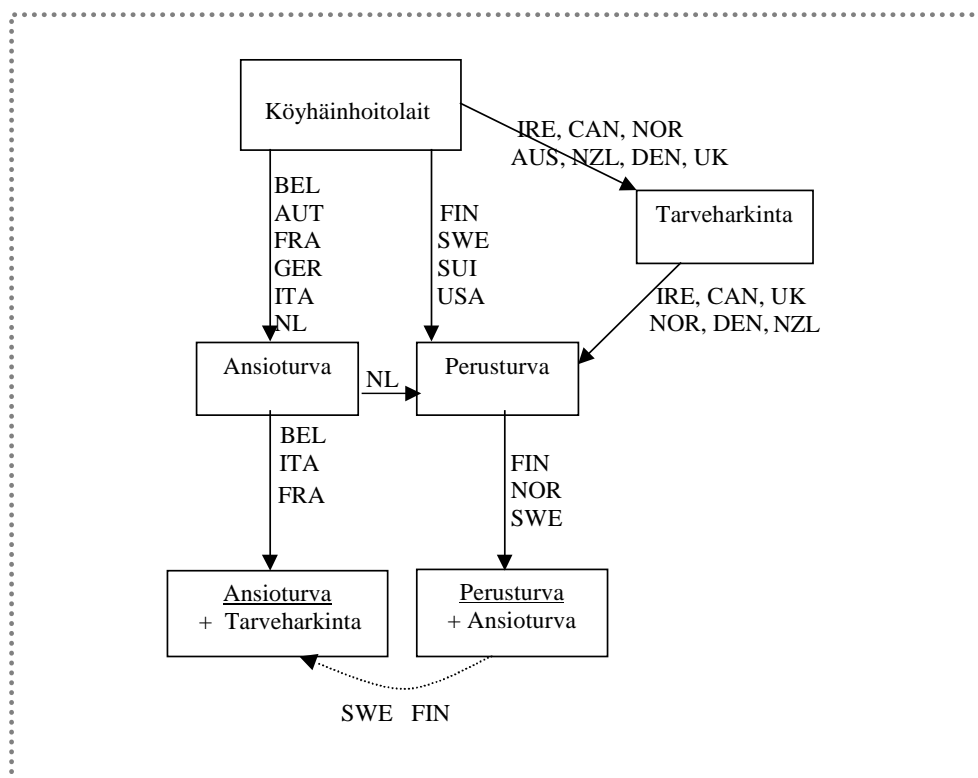 Köyhäinhoitolait
IRE, CAN, NOR
AUS, NZL, DEN, UK
BEL
AUT
FRA
GER
ITA
NL
FIN
SWE
SUI
USA
Tarveharkinta
IRE, CAN, UK
NOR, DEN, NZL
Ansioturva
NL
Perusturva
BEL
ITA
FRA
FIN
NOR
SWE
Ansioturva
+ Tarveharkinta
Perusturva
+ Ansioturva
SWE FIN